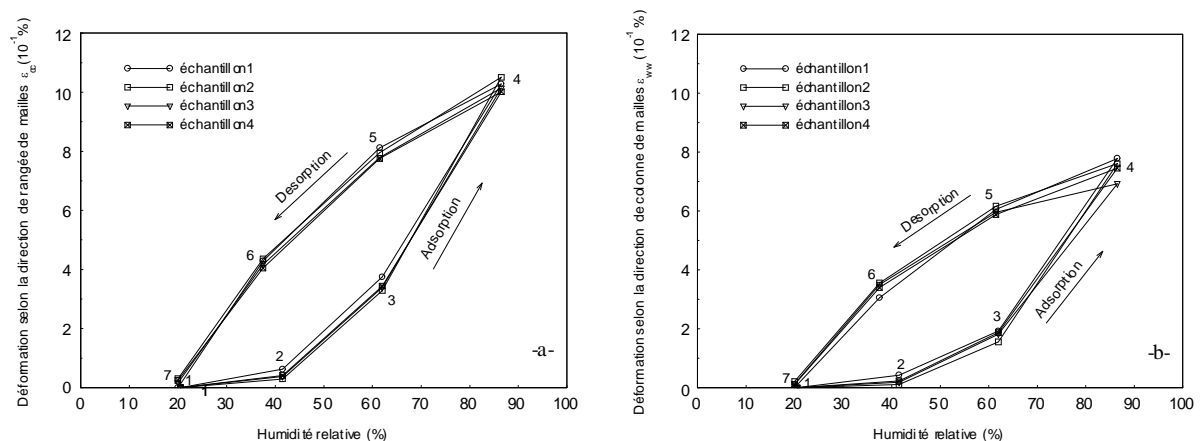 Déformation selon la direction de rangée de mailles εcc (10⁻¹ %)
12
10
8
6
4
2
0
échantillon1
échantillon2
échantillon3
échantillon4
4
5
Desorption
Adsorption
6
3
2
7
1
1
-a-
0 10 20 30 40 50 60 70 80 90 100
Humidité relative (%)
Déformation selon la direction de colonne de mailles εww (10⁻¹ %)
12
10
8
6
4
2
0
échantillon1
échantillon2
échantillon3
échantillon4
4
5
Desorption
Adsorption
6
3
2
7
1
-b-
0 10 20 30 40 50 60 70 80 90 100
Humidité relative (%)